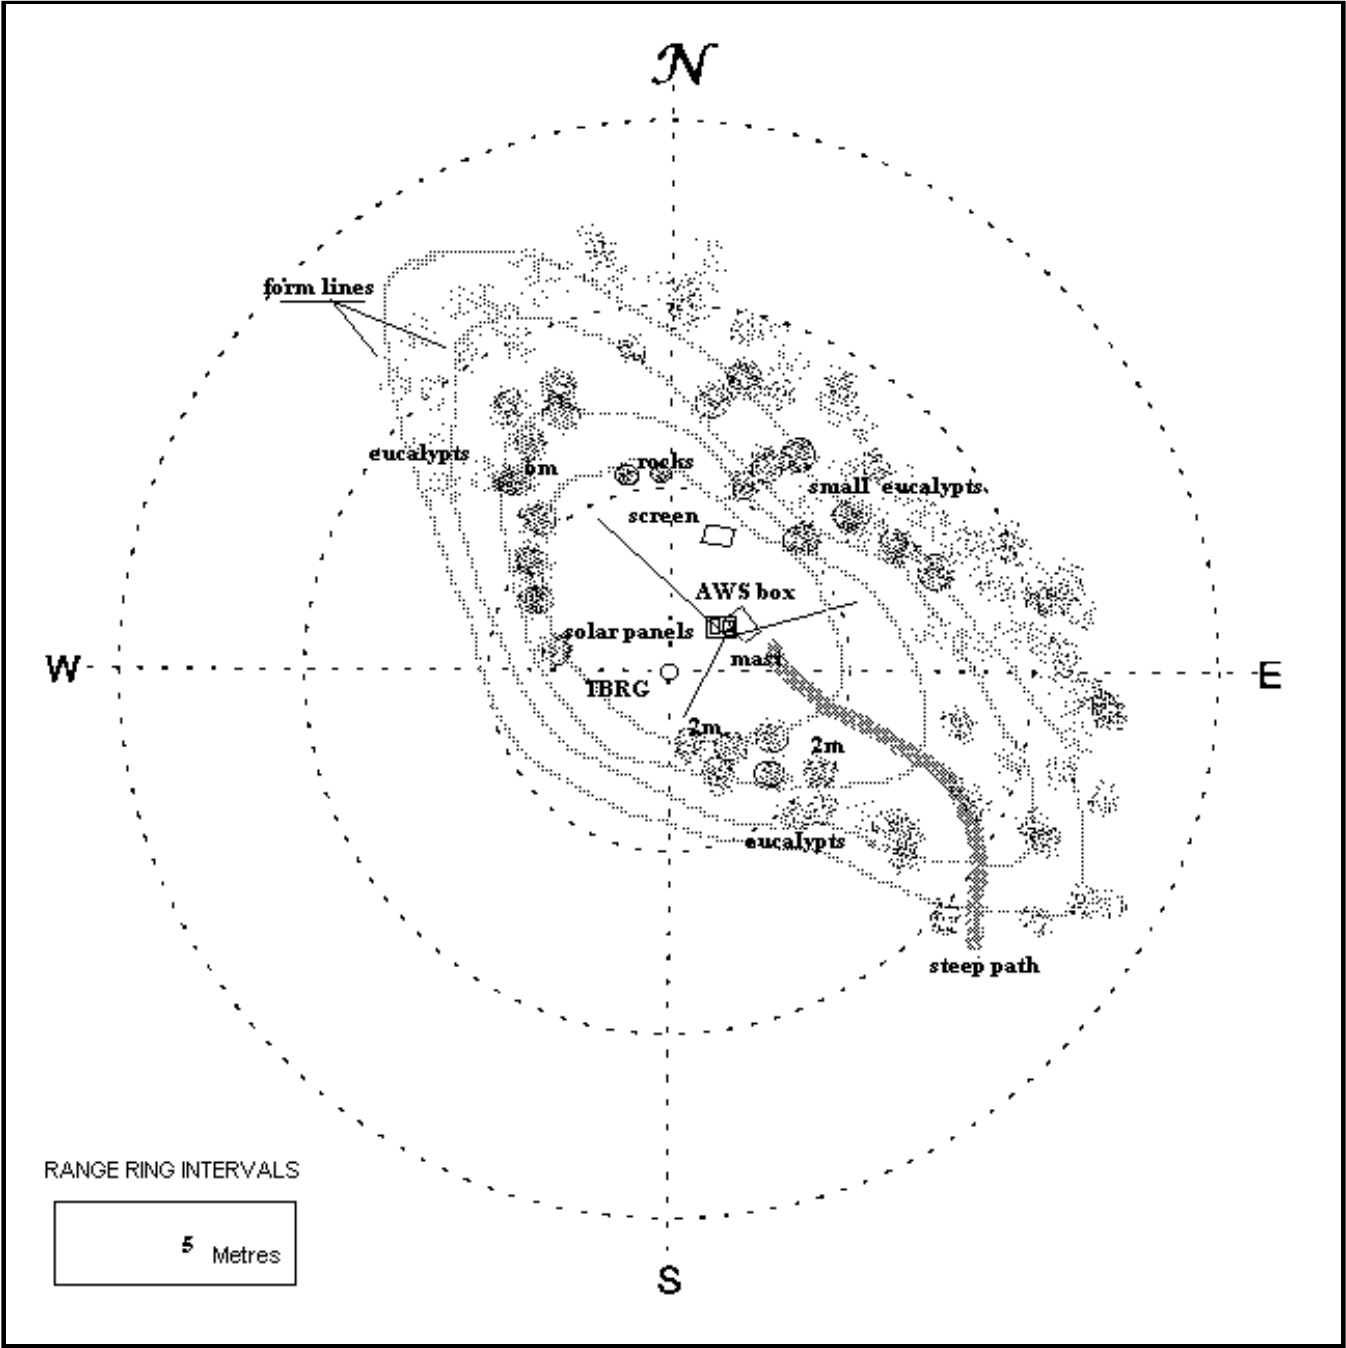 N
form lines
eucalypts
rocks
small eucalypts
screen
AWS box
solar panels
mast
W
E
TBRG
2m
2m
eucalypts
steep path
RANGE RING INTERVALS
5 Metres
S